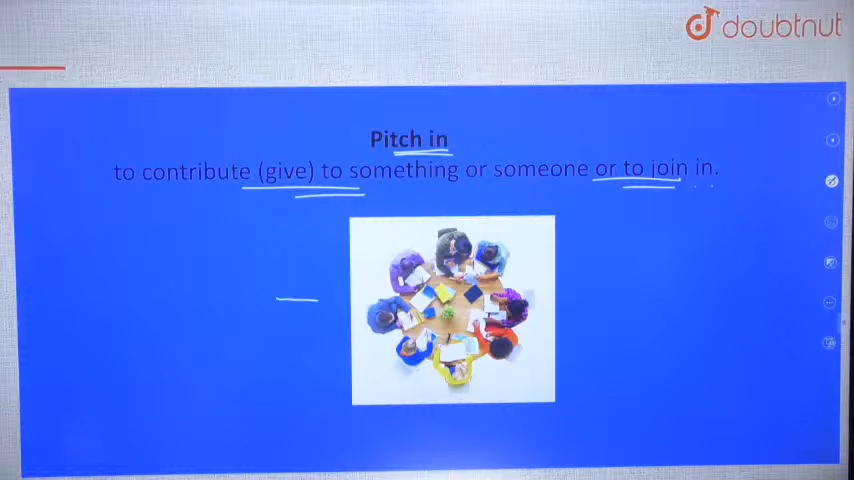 doubtnut
Pitch in
to contribute (give) to something or someone or to join in.